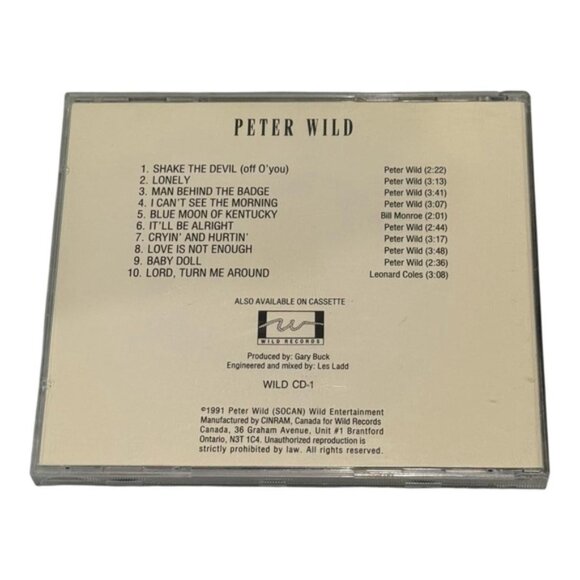 PETER WILD
1. SHAKE THE DEVIL (off O'you) Peter Wild (2:22)
2. LONELY Peter Wild (3:13)
3. MAN BEHIND THE BADGE Peter Wild (3:41)
4. I CAN'T SEE THE MORNING Peter Wild (3:07)
5. BLUE MOON OF KENTUCKY Bill Monroe (2:01)
6. IT'LL BE ALRIGHT Peter Wild (2:44)
7. CRYIN' AND HURTIN' Peter Wild (3:17)
8. LOVE IS NOT ENOUGH Peter Wild (3:48)
9. BABY DOLL Peter Wild (2:36)
10. LORD, TURN ME AROUND Leonard Coles (3:08)
ALSO AVAILABLE ON CASSETTE
W
WILD RECORDS
Produced by: Gary Buck
Engineered and mixed by: Les Ladd
WILD CD-1
©1991 Peter Wild (SOCAN) Wild Entertainment
Manufactured by CINRAM, Canada for Wild Records
Canada, 36 Graham Avenue, Unit #1 Brantford
Ontario, N3T 1C4. Unauthorized reproduction is
strictly prohibited by law. All rights reserved.